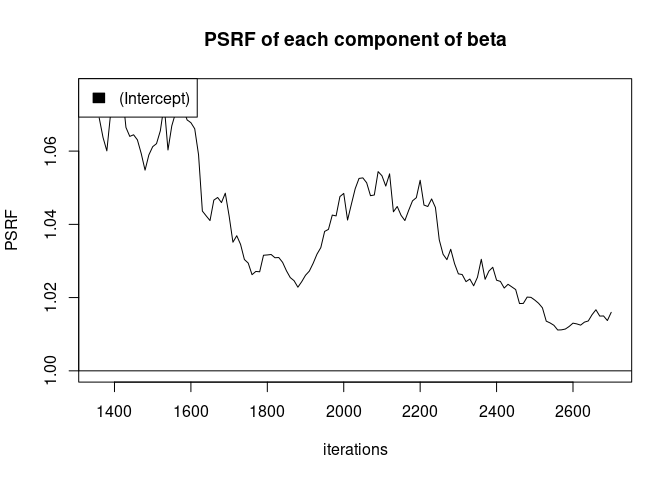 PSRF of each component of beta
(Intercept)
PSRF
1.06
1.04
1.02
1.00
1400 1600 1800 2000 2200 2400 2600
iterations